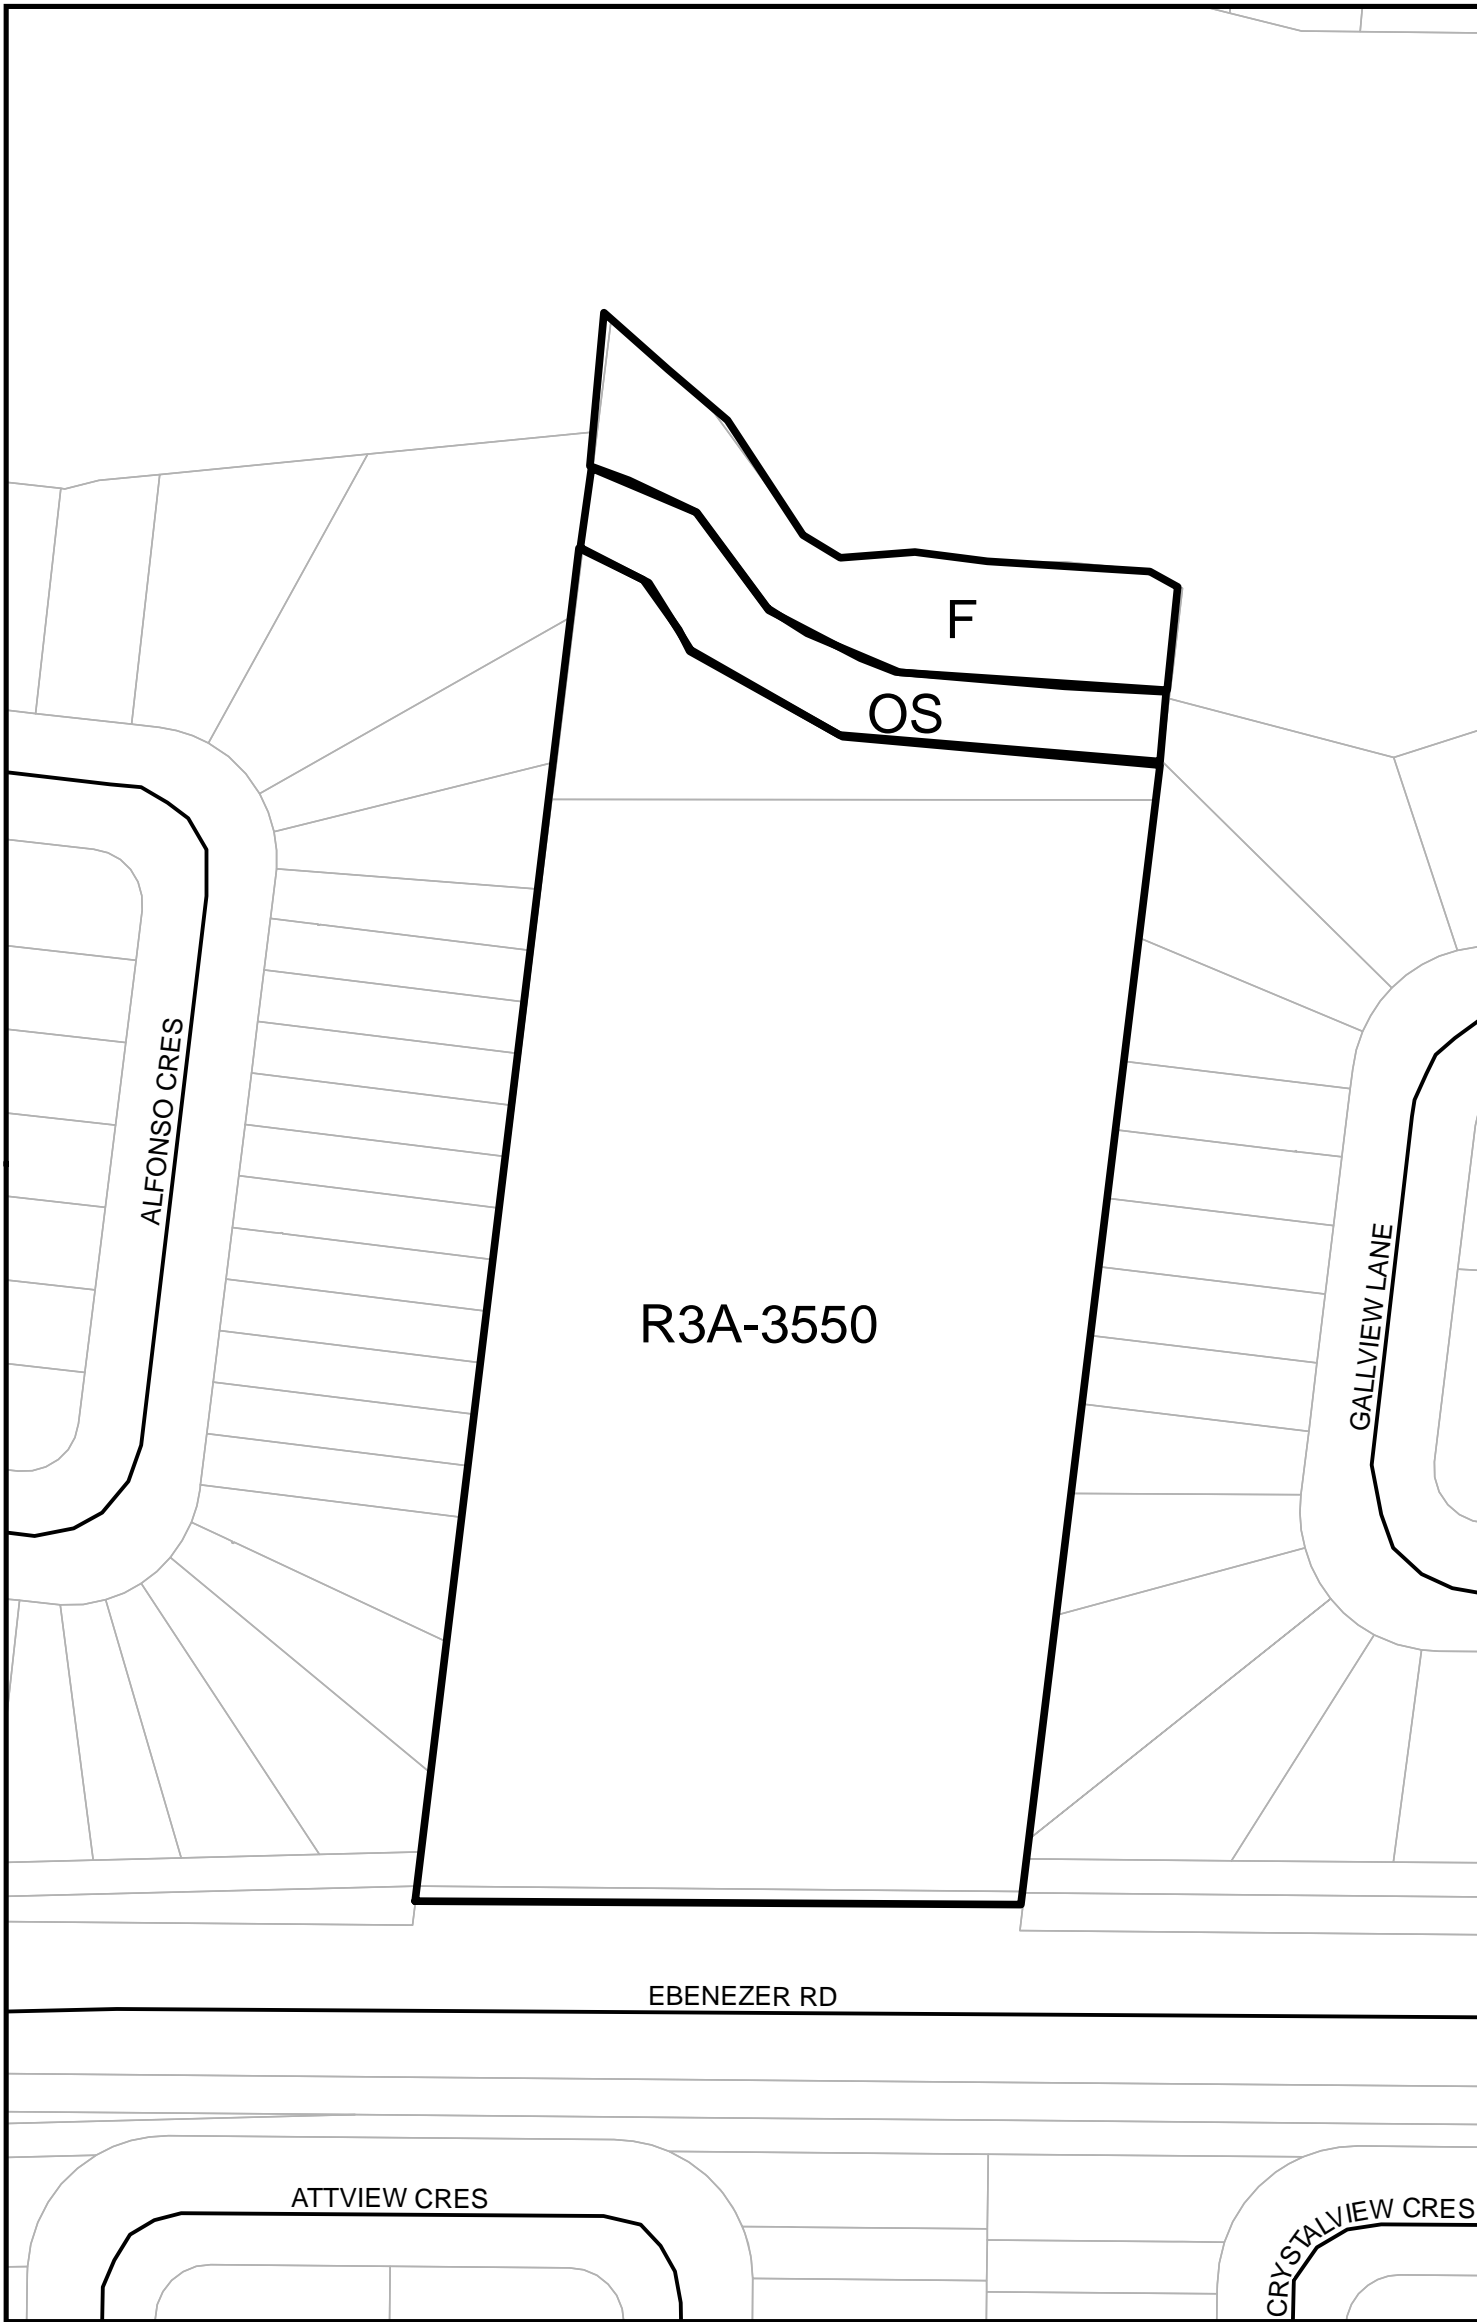 F
OS
ALFONSO CRES
GALLVIEW LANE
R3A-3550
EBENEZER RD
ATTVIEW CRES
CRYSTALVIEW CRES